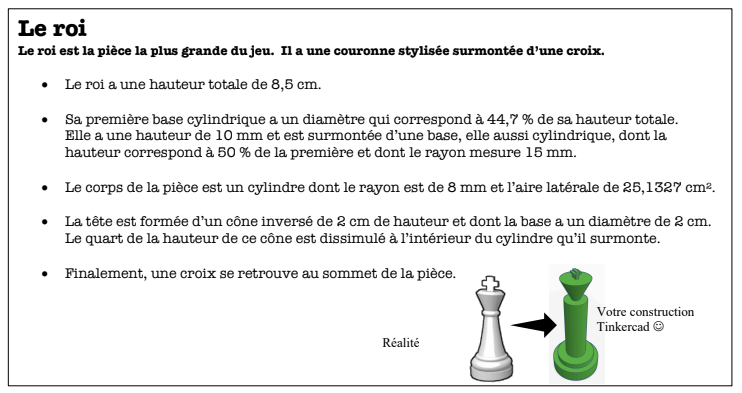 Le roi
Le roi est la pièce la plus grande du jeu. Il a une couronne stylisée surmontée d'une croix.
• Le roi a une hauteur totale de 8,5 cm.
• Sa première base cylindrique a un diamètre qui correspond à 44,7 % de sa hauteur totale.
Elle a une hauteur de 10 mm et est surmontée d'une base, elle aussi cylindrique, dont la
hauteur correspond à 50 % de la première et dont le rayon mesure 15 mm.
• Le corps de la pièce est un cylindre dont le rayon est de 8 mm et l'aire latérale de 25,1327 cm².
• La tête est formée d'un cône inversé de 2 cm de hauteur et dont la base a un diamètre de 2 cm.
Le quart de la hauteur de ce cône est dissimulé à l'intérieur du cylindre qu'il surmonte.
• Finalement, une croix se retrouve au sommet de la pièce.
Votre construction
Tinkercad ☺
Réalité